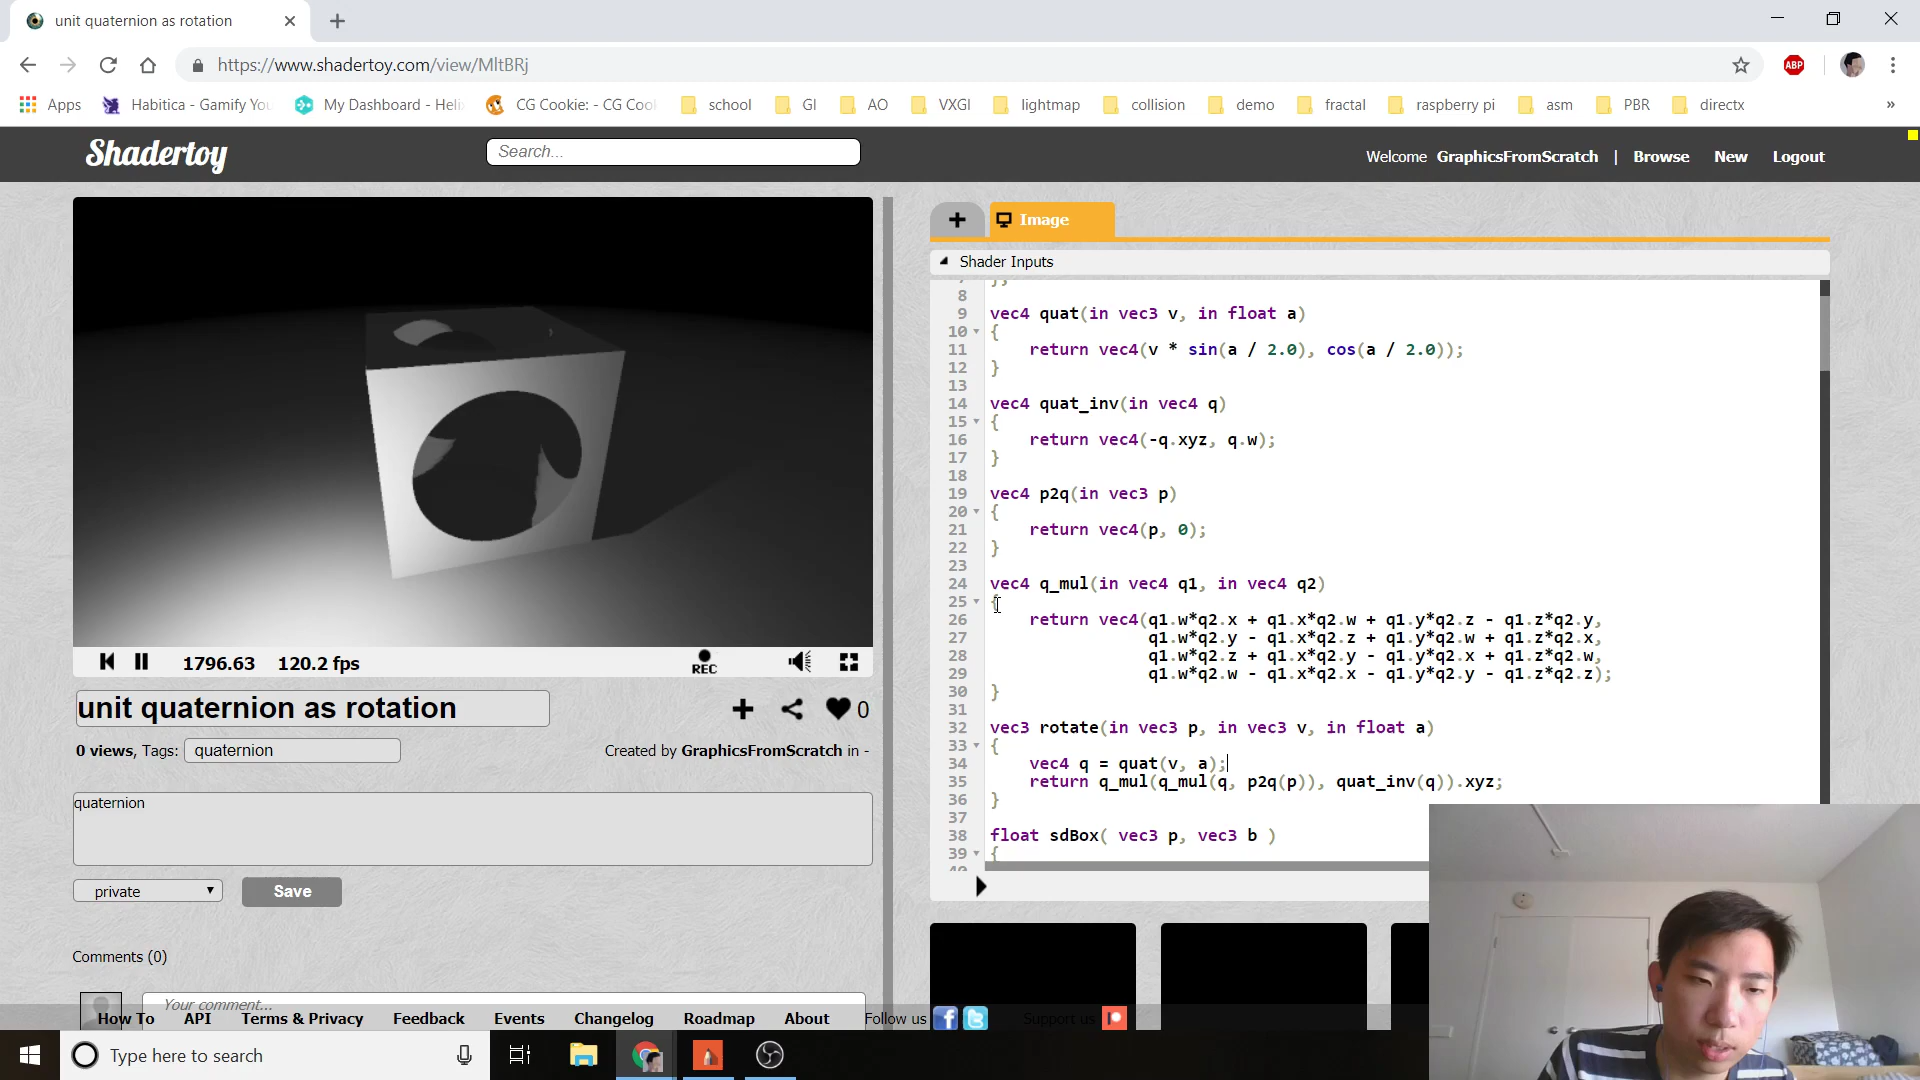 unit quaternion as rotation
https://www.shadertoy.com/view/MltBRj
ABP
Apps
Habitica - Gamify You
My Dashboard - Heli
CG Cookie: - CG Coo
school
GI
AO
VXGI
lightmap
collision
demo
fractal
raspberry pi
asm
PBR
directx
»
Shadertoy
Search...
Welcome GraphicsFromScratch | Browse New Logout
Image
Shader Inputs
8
9 vec4 quat(in vec3 v, in float a)
10 {
11 return vec4(v * sin(a / 2.0), cos(a / 2.0));
12 }
13
14 vec4 quat_inv(in vec4 q)
15 {
16 return vec4(-q.xyz, q.w);
17 }
18
19 vec4 p2q(in vec3 p)
20 {
21 return vec4(p, 0);
22 }
23
24 vec4 q_mul(in vec4 q1, in vec4 q2)
25 {
26 return vec4(q1.w*q2.x + q1.x*q2.w + q1.y*q2.z - q1.z*q2.y,
27 q1.w*q2.y - q1.x*q2.z + q1.y*q2.w + q1.z*q2.x,
28 q1.w*q2.z + q1.x*q2.y - q1.y*q2.x + q1.z*q2.w,
29 q1.w*q2.w - q1.x*q2.x - q1.y*q2.y - q1.z*q2.z);
30 }
31
32 vec3 rotate(in vec3 p, in vec3 v, in float a)
33 {
34 vec4 q = quat(v, a);
35 return q_mul(q_mul(q, p2q(p)), quat_inv(q)).xyz;
36 }
37
38 float sdBox( vec3 p, vec3 b )
39 {
1796.63 120.2 fps
REC
unit quaternion as rotation
0
0 views, Tags: quaternion
Created by GraphicsFromScratch in -
quaternion
private
Save
Comments (0)
Your comment...
How To API Terms & Privacy Feedback Events Changelog Roadmap About Follow us Support us
Type here to search